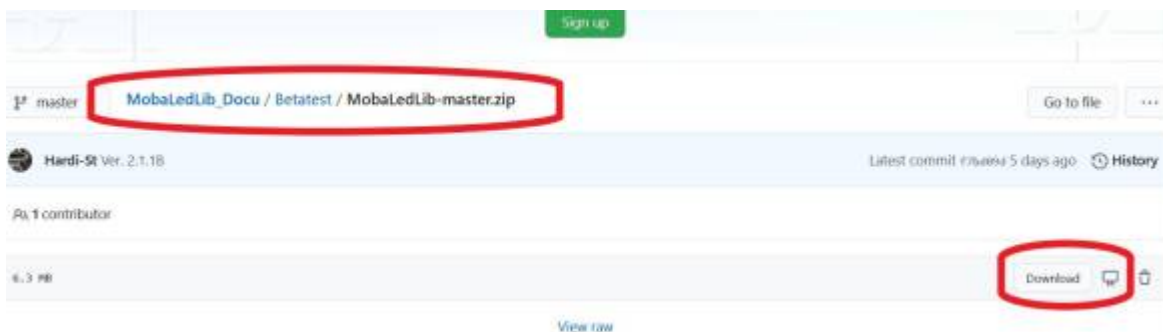 Sign up
master
MobaLedLib_Docu / Betatest / MobaLedLib-master.zip
Go to file
...
Hardi-St Ver. 2.1.1B
Latest commit 5 days ago
History
1 contributor
6.3 MB
Download
View raw